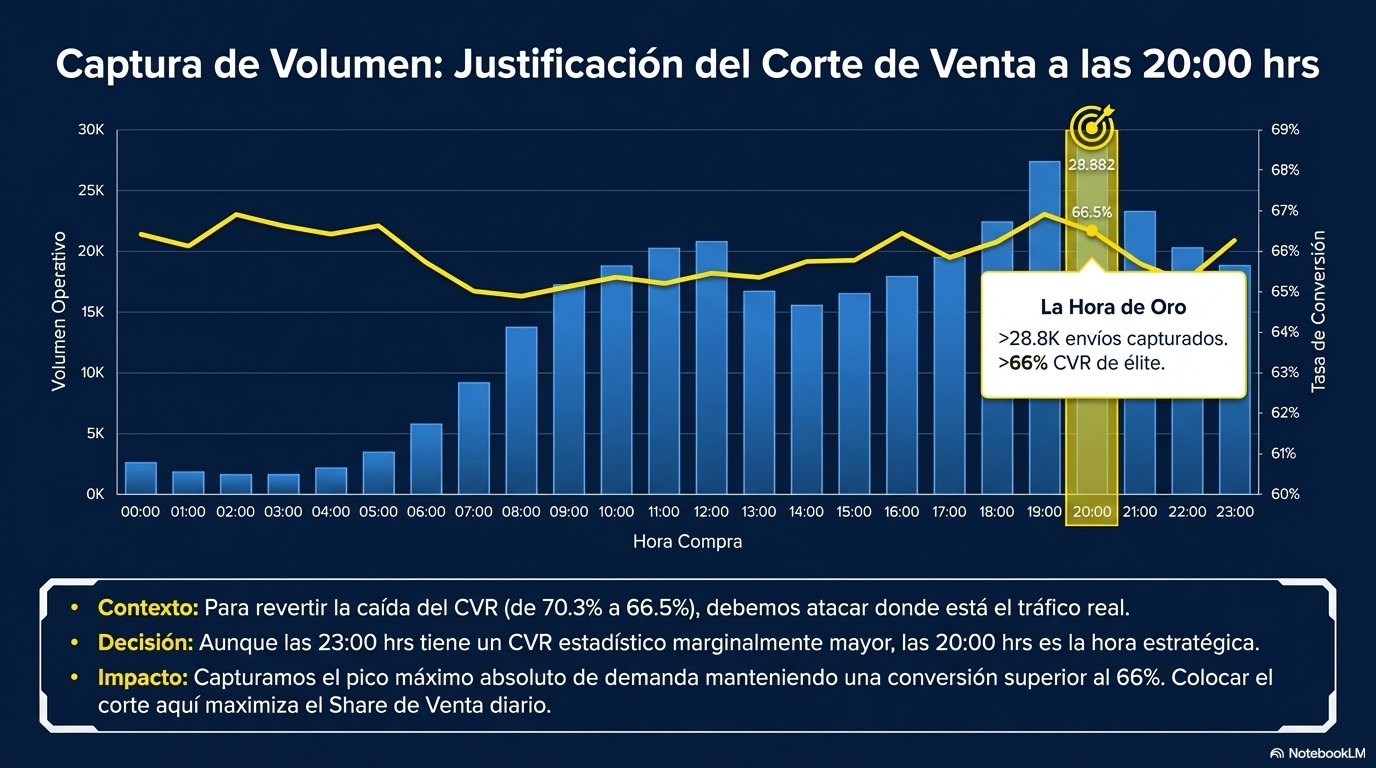 Captura de Volumen: Justificación del Corte de Venta a las 20:00 hrs
30K
25K
20K
15K
10K
5K
0K
Volumen Operativo
69%
68%
67%
66%
65%
64%
63%
62%
61%
60%
Tasa de Conversión
28.882
66.5%
La Hora de Oro
>28.8K envíos capturados.
>66% CVR de élite.
00:00 01:00 02:00 03:00 04:00 05:00 06:00 07:00 08:00 09:00 10:00 11:00 12:00 13:00 14:00 15:00 16:00 17:00 18:00 19:00 20:00 21:00 22:00 23:00
Hora Compra
• Contexto: Para revertir la caída del CVR (de 70.3% a 66.5%), debemos atacar donde está el tráfico real.
• Decisión: Aunque las 23:00 hrs tiene un CVR estadístico marginalmente mayor, las 20:00 hrs es la hora estratégica.
• Impacto: Capturamos el pico máximo absoluto de demanda manteniendo una conversión superior al 66%. Colocar el
corte aquí maximiza el Share de Venta diario.
NotebookLM